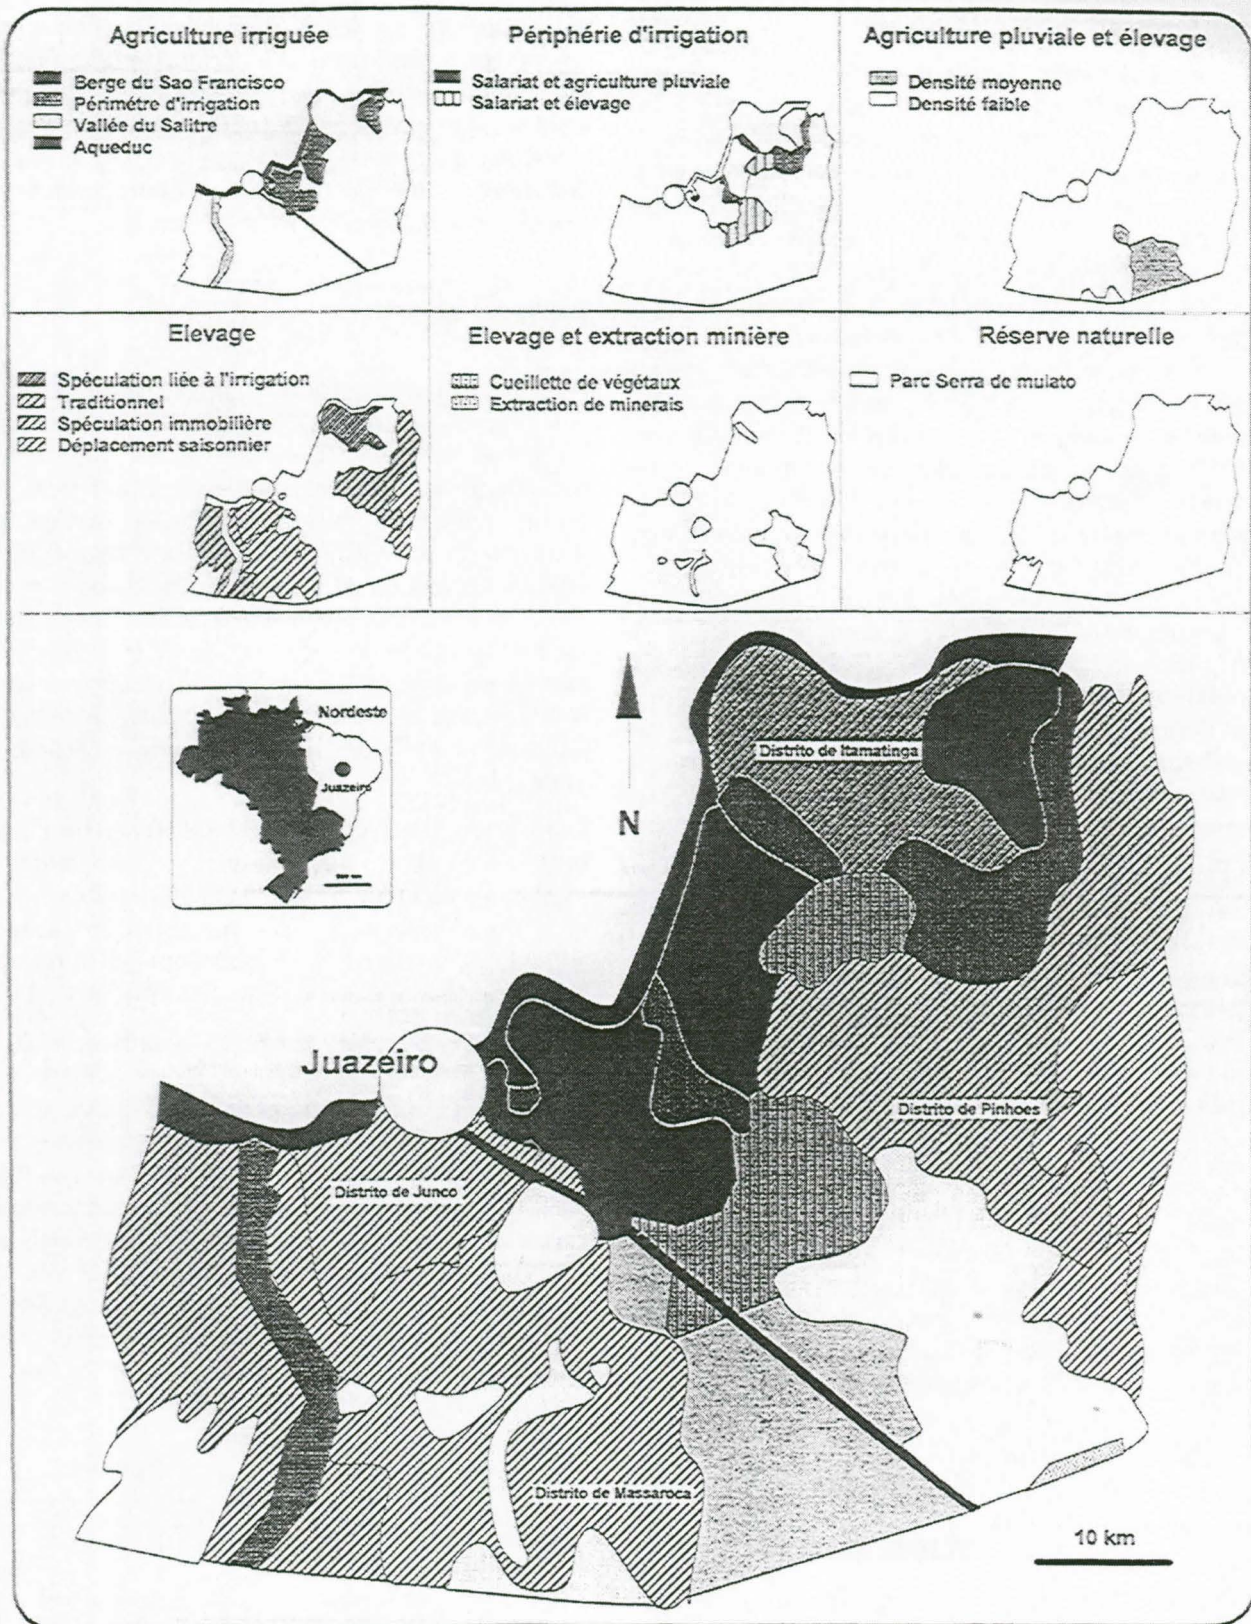 Agriculture irriguée
Berge du Sao Francisco
Périmétre d'irrigation
Vallée du Salitre
Aqueduc
Périphérie d'irrigation
Salariat et agriculture pluviale
Salariat et élevage
Agriculture pluviale et élevage
Densité moyenne
Densité faible
Elevage
Spéculation liée à l'irrigation
Traditionnel
Spéculation immobilière
Déplacement saisonnier
Elevage et extraction minière
Cueillette de végétaux
Extraction de minerais
Réserve naturelle
Parc Serra de mulato
Nordeste
Juazeiro
N
Distrito de Itamatinga
Juazeiro
Distrito de Pinhoes
Distrito de Junco
Distrito de Massaroca
10 km